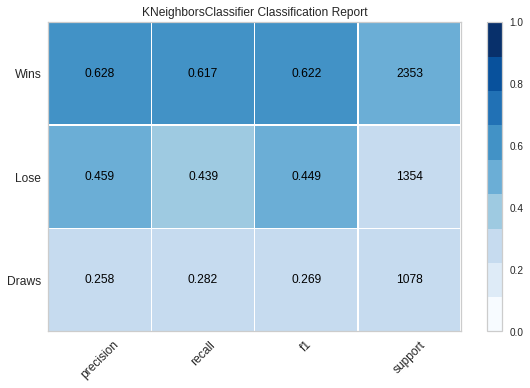 KNeighborsClassifier Classification Report
Wins 0.628 0.617 0.622 2353
Lose 0.459 0.439 0.449 1354
Draws 0.258 0.282 0.269 1078
precision recall f1 support
1.0
0.8
0.6
0.4
0.2
0.0